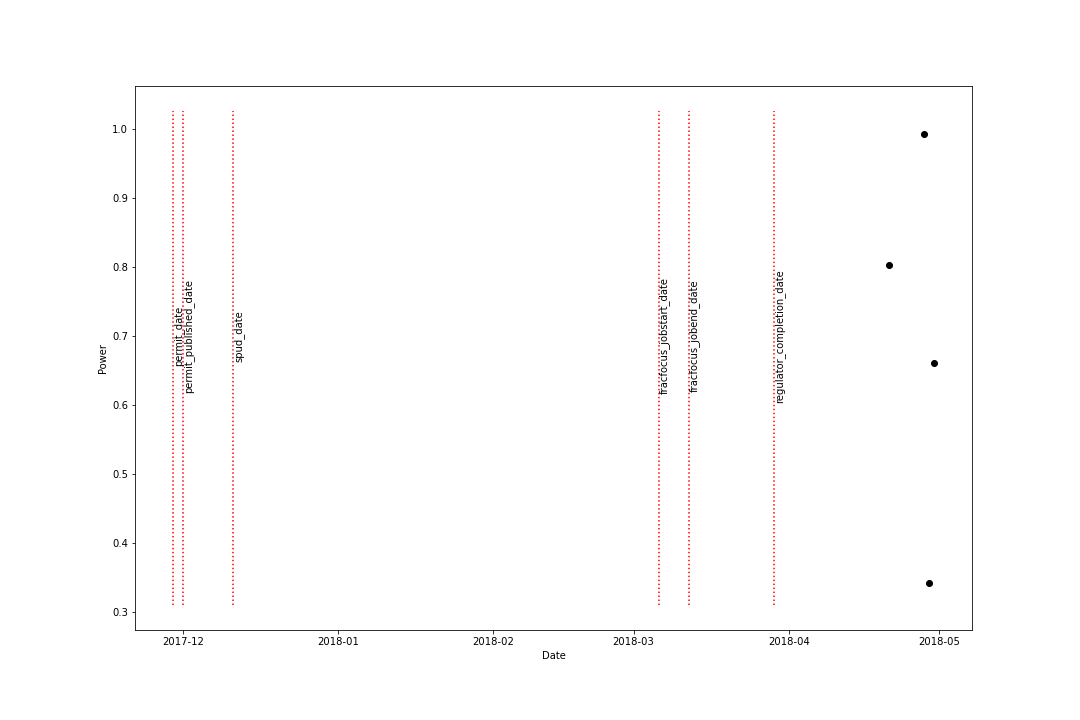 1.0
0.9
0.8
0.7
0.6
0.5
0.4
0.3
Power
permit_date
permit_published_date
spud_date
fracfocus_jobstart_date
fracfocus_jobend_date
regulator_completion_date
2017-12
2018-01
2018-02
2018-03
2018-04
2018-05
Date